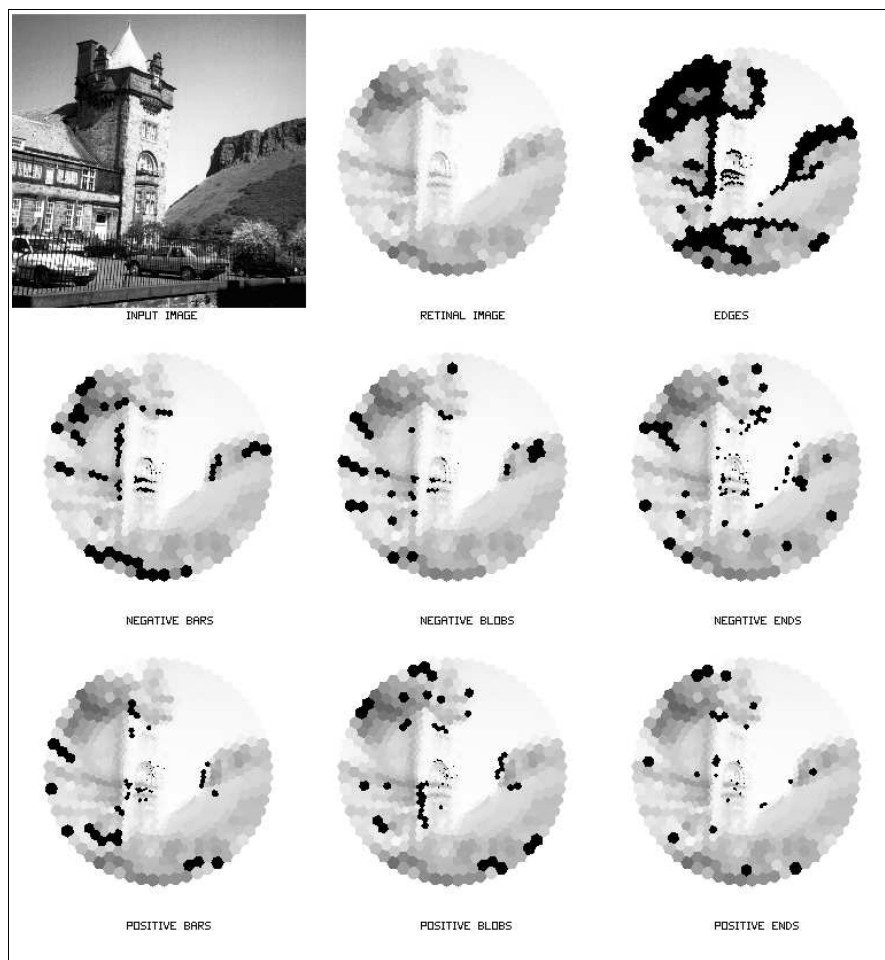 INPUT IMAGE
RETINAL IMAGE
EDGES
NEGATIVE BARS
NEGATIVE BLOBS
NEGATIVE ENDS
POSITIVE BARS
POSITIVE BLOBS
POSITIVE ENDS